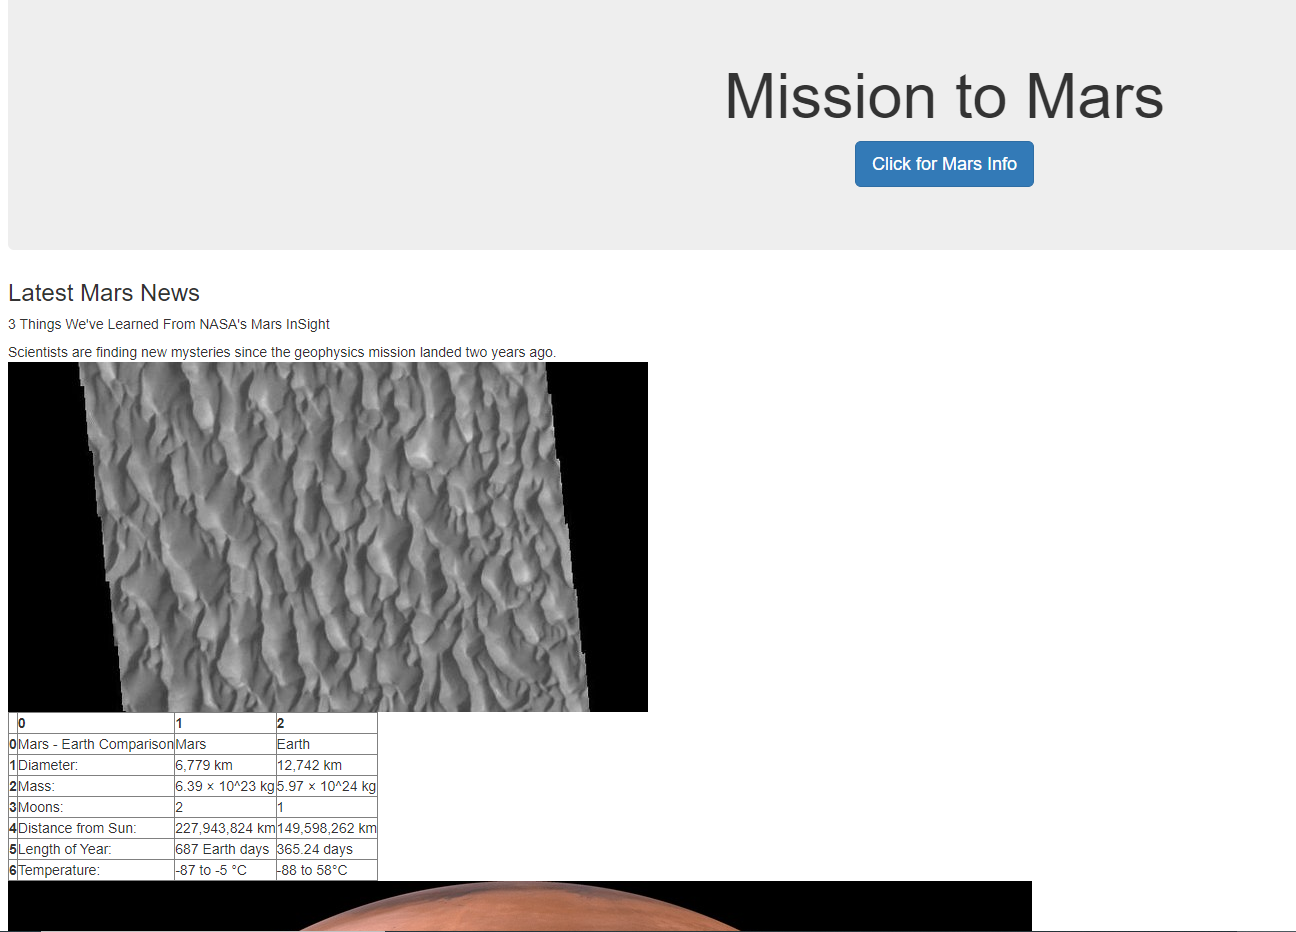 Mission to Mars
Click for Mars Info
Latest Mars News
3 Things We've Learned From NASA's Mars InSight
Scientists are finding new mysteries since the geophysics mission landed two years ago.
0 1 2
0 Mars - Earth Comparison Mars Earth
1 Diameter: 6,779 km 12,742 km
2 Mass: 6.39 × 10^23 kg 5.97 × 10^24 kg
3 Moons: 2 1
4 Distance from Sun: 227,943,824 km 149,598,262 km
5 Length of Year: 687 Earth days 365.24 days
6 Temperature: -87 to -5 °C -88 to 58°C